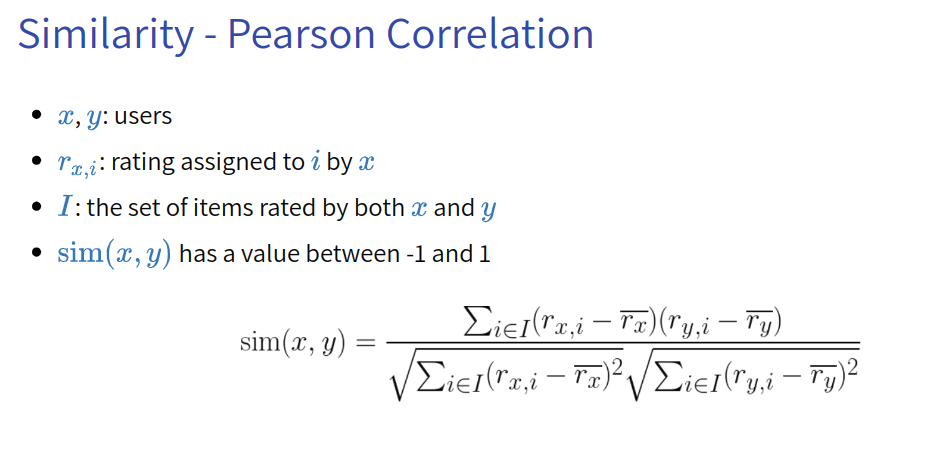 Similarity - Pearson Correlation
• x, y: users
• r_{x,i}: rating assigned to i by x
• I: the set of items rated by both x and y
• sim(x, y) has a value between -1 and 1
sim(x, y) = \frac{\sum_{i \in I}(r_{x,i} - \overline{r_x})(r_{y,i} - \overline{r_y})}{\sqrt{\sum_{i \in I}(r_{x,i} - \overline{r_x})^2}\sqrt{\sum_{i \in I}(r_{y,i} - \overline{r_y})^2}}